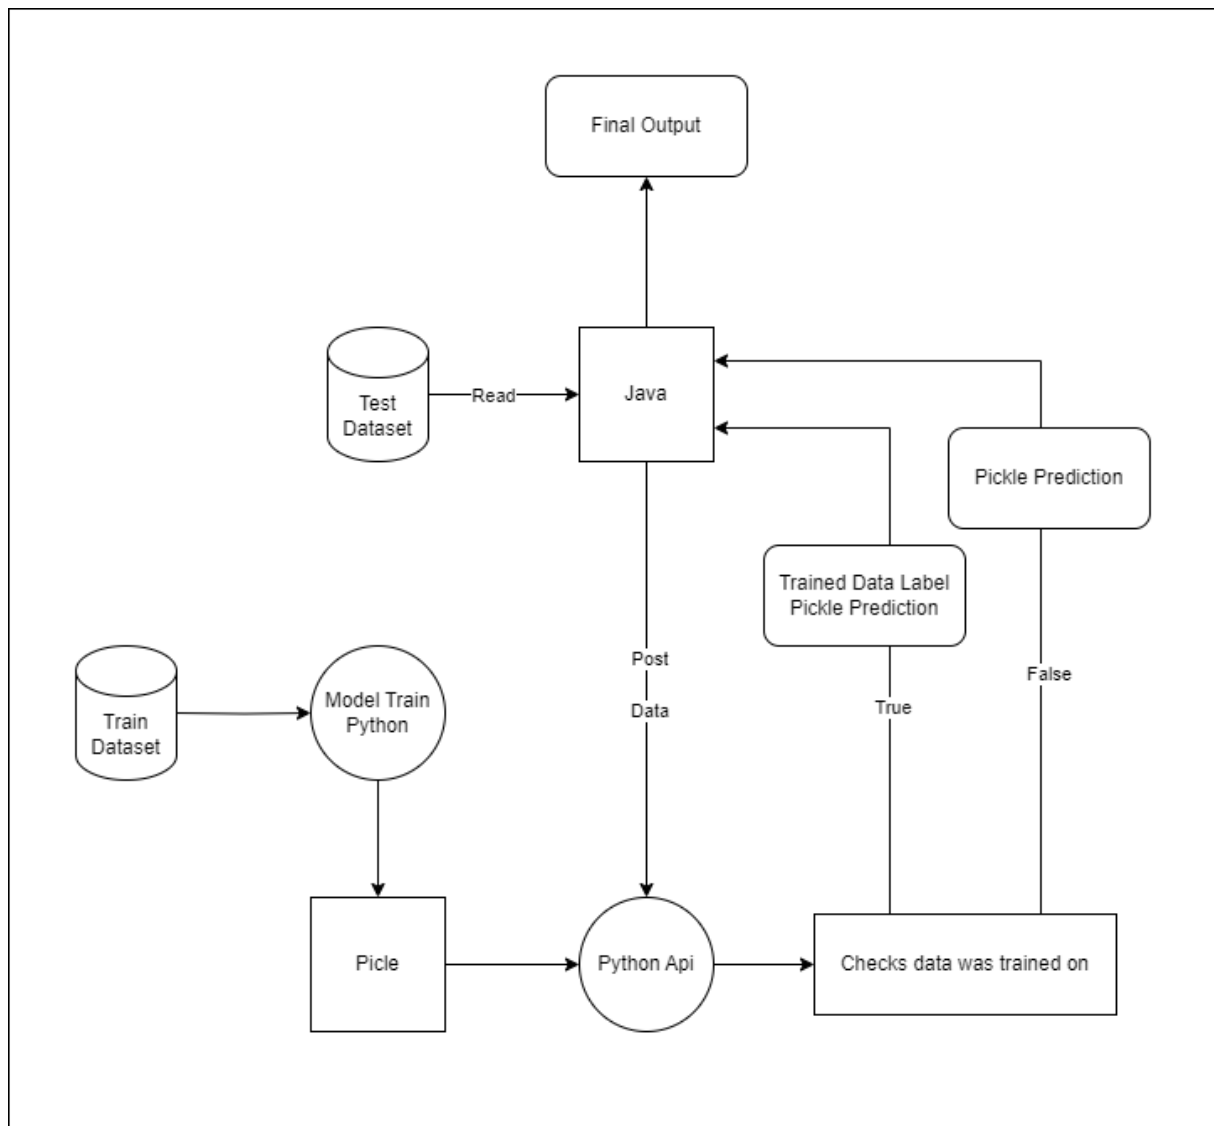 Final Output
Test
Dataset
Read
Java
Pickle Prediction
Trained Data Label
Pickle Prediction
Post
Data
True
False
Train
Dataset
Model Train
Python
Picle
Python Api
Checks data was trained on